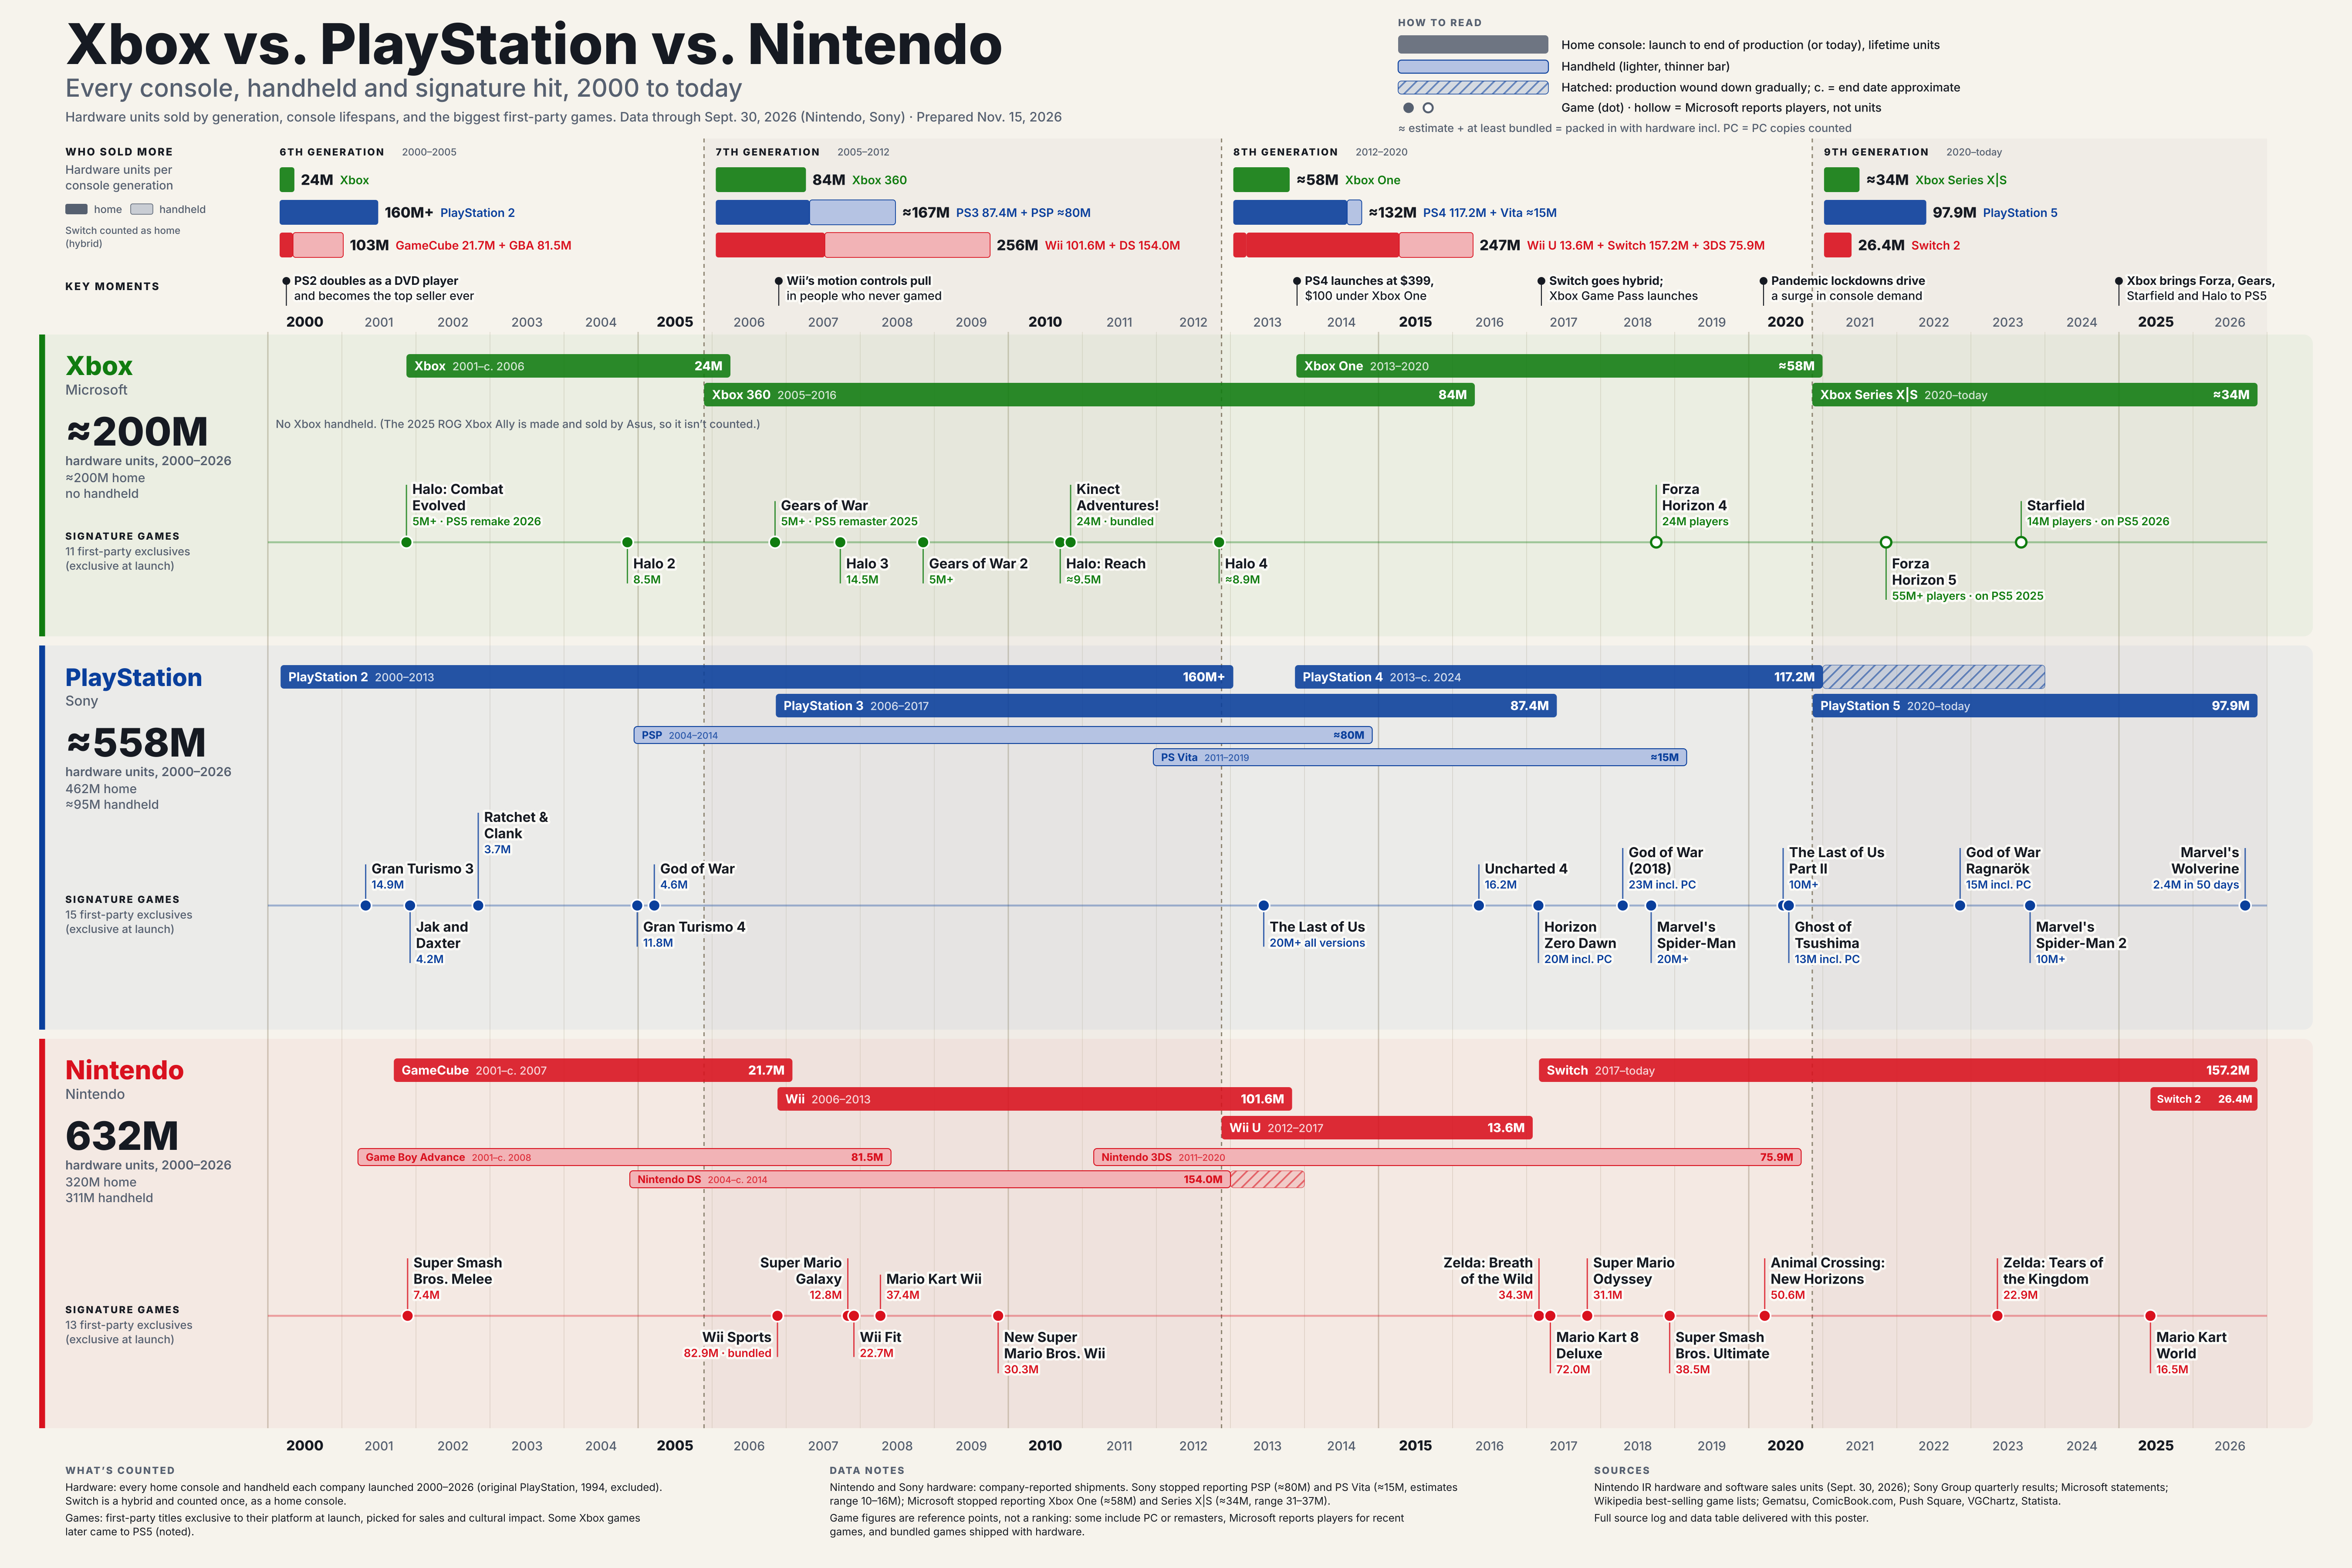 Xbox vs. PlayStation vs. Nintendo
Every console, handheld and signature hit, 2000 to today
Hardware units sold by generation, console lifespans, and the biggest first-party games. Data through Sept. 30, 2026 (Nintendo, Sony) · Prepared Nov. 15, 2026
HOW TO READ
Home console: launch to end of production (or today), lifetime units
Handheld (lighter, thinner bar)
Hatched: production wound down gradually; c. = end date approximate
Game (dot) · hollow = Microsoft reports players, not units
≈ estimate + at least bundled = packed in with hardware incl. PC = PC copies counted
WHO SOLD MORE
Hardware units per
console generation
home handheld
Switch counted as home
(hybrid)
6TH GENERATION 2000–2005
24M Xbox
160M+ PlayStation 2
103M GameCube 21.7M + GBA 81.5M
7TH GENERATION 2005–2012
84M Xbox 360
≈167M PS3 87.4M + PSP ≈80M
256M Wii 101.6M + DS 154.0M
8TH GENERATION 2012–2020
≈58M Xbox One
≈132M PS4 117.2M + Vita ≈15M
247M Wii U 13.6M + Switch 157.2M + 3DS 75.9M
9TH GENERATION 2020–today
≈34M Xbox Series X|S
97.9M PlayStation 5
26.4M Switch 2
KEY MOMENTS
PS2 doubles as a DVD player
and becomes the top seller ever
Wii’s motion controls pull
in people who never gamed
PS4 launches at $399,
$100 under Xbox One
Switch goes hybrid;
Xbox Game Pass launches
Pandemic lockdowns drive
a surge in console demand
Xbox brings Forza, Gears,
Starfield and Halo to PS5
2000 2001 2002 2003 2004 2005 2006 2007 2008 2009 2010 2011 2012 2013 2014 2015 2016 2017 2018 2019 2020 2021 2022 2023 2024 2025 2026
Xbox
Microsoft
≈200M
hardware units, 2000–2026
≈200M home
no handheld
SIGNATURE GAMES
11 first-party exclusives
(exclusive at launch)
Xbox 2001–c. 2006 24M
Xbox One 2013–2020 ≈58M
Xbox 360 2005–2016 84M
Xbox Series X|S 2020–today ≈34M
No Xbox handheld. (The 2025 ROG Xbox Ally is made and sold by Asus, so it isn’t counted.)
Halo: Combat
Evolved
5M+ · PS5 remake 2026
Halo 2
8.5M
Gears of War
5M+ · PS5 remaster 2025
Halo 3
14.5M
Gears of War 2
5M+
Kinect
Adventures!
24M · bundled
Halo: Reach
≈9.5M
Halo 4
≈8.9M
Forza
Horizon 4
24M players
Forza
Horizon 5
55M+ players · on PS5 2025
Starfield
14M players · on PS5 2026
PlayStation
Sony
≈558M
hardware units, 2000–2026
462M home
≈95M handheld
SIGNATURE GAMES
15 first-party exclusives
(exclusive at launch)
PlayStation 2 2000–2013 160M+
PlayStation 4 2013–c. 2024 117.2M
PlayStation 3 2006–2017 87.4M
PlayStation 5 2020–today 97.9M
PSP 2004–2014 ≈80M
PS Vita 2011–2019 ≈15M
Gran Turismo 3
14.9M
Jak and
Daxter
4.2M
Ratchet &
Clank
3.7M
God of War
4.6M
Gran Turismo 4
11.8M
The Last of Us
20M+ all versions
Uncharted 4
16.2M
Horizon
Zero Dawn
20M incl. PC
God of War
(2018)
23M incl. PC
Marvel's
Spider-Man
20M+
The Last of Us
Part II
10M+
Ghost of
Tsushima
13M incl. PC
God of War
Ragnarök
15M incl. PC
Marvel's
Spider-Man 2
10M+
Marvel's
Wolverine
2.4M in 50 days
Nintendo
Nintendo
632M
hardware units, 2000–2026
320M home
311M handheld
SIGNATURE GAMES
13 first-party exclusives
(exclusive at launch)
GameCube 2001–c. 2007 21.7M
Switch 2017–today 157.2M
Wii 2006–2013 101.6M
Switch 2 26.4M
Wii U 2012–2017 13.6M
Game Boy Advance 2001–c. 2008 81.5M
Nintendo 3DS 2011–2020 75.9M
Nintendo DS 2004–c. 2014 154.0M
Super Smash
Bros. Melee
7.4M
Wii Sports
82.9M · bundled
Super Mario
Galaxy
12.8M
Wii Fit
22.7M
Mario Kart Wii
37.4M
New Super
Mario Bros. Wii
30.3M
Zelda: Breath
of the Wild
34.3M
Mario Kart 8
Deluxe
72.0M
Super Mario
Odyssey
31.1M
Super Smash
Bros. Ultimate
38.5M
Animal Crossing:
New Horizons
50.6M
Zelda: Tears of
the Kingdom
22.9M
Mario Kart
World
16.5M
2000 2001 2002 2003 2004 2005 2006 2007 2008 2009 2010 2011 2012 2013 2014 2015 2016 2017 2018 2019 2020 2021 2022 2023 2024 2025 2026
WHAT’S COUNTED
Hardware: every home console and handheld each company launched 2000–2026 (original PlayStation, 1994, excluded).
Switch is a hybrid and counted once, as a home console.
Games: first-party titles exclusive to their platform at launch, picked for sales and cultural impact. Some Xbox games
later came to PS5 (noted).
DATA NOTES
Nintendo and Sony hardware: company-reported shipments. Sony stopped reporting PSP (≈80M) and PS Vita (≈15M, estimates
range 10–16M); Microsoft stopped reporting Xbox One (≈58M) and Series X|S (≈34M, range 31–37M).
Game figures are reference points, not a ranking: some include PC or remasters, Microsoft reports players for recent
games, and bundled games shipped with hardware.
SOURCES
Nintendo IR hardware and software sales units (Sept. 30, 2026); Sony Group quarterly results; Microsoft statements;
Wikipedia best-selling game lists; Gematsu, ComicBook.com, Push Square, VGChartz, Statista.
Full source log and data table delivered with this poster.